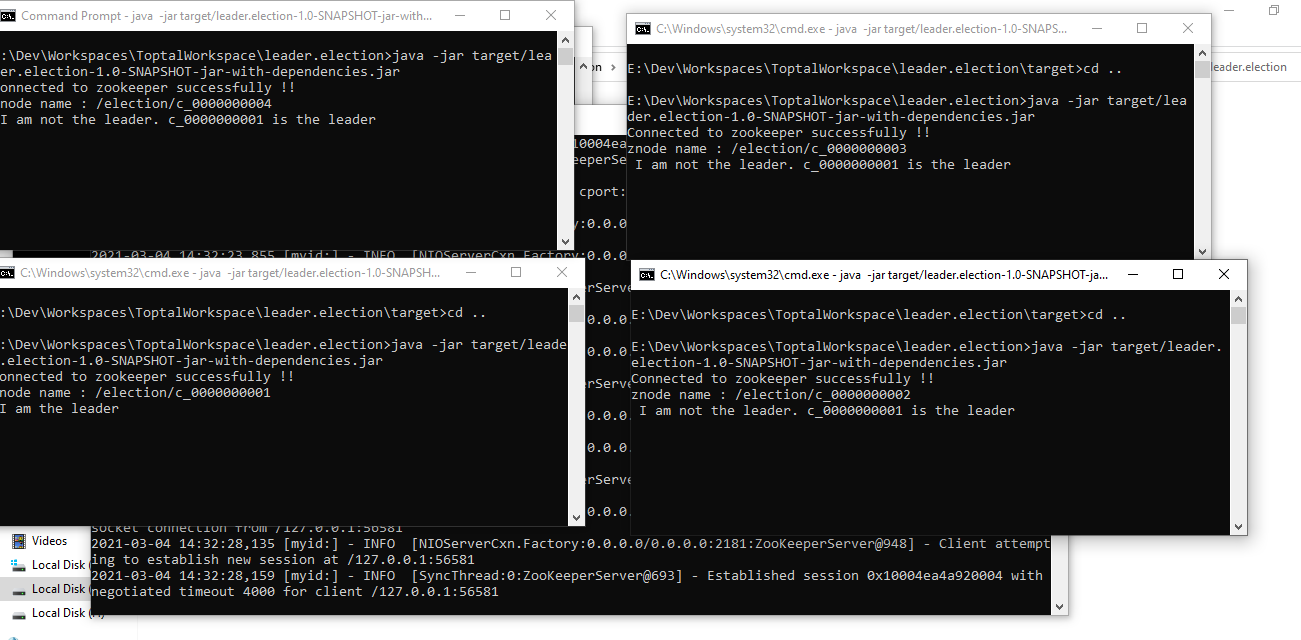 Command Prompt - java -jar target/leader.election-1.0-SNAPSHOT-jar-with-...
:\Dev\Workspaces\ToptalWorkspace\leader.election>java -jar target/lea
er.election-1.0-SNAPSHOT-jar-with-dependencies.jar
onnected to zookeeper successfully !!
node name : /election/c_0000000004
I am not the leader. c_0000000001 is the leader
C:\Windows\system32\cmd.exe - java -jar target/leader.election-1.0-SNAPS...
E:\Dev\Workspaces\ToptalWorkspace\leader.election\target>cd ..
E:\Dev\Workspaces\ToptalWorkspace\leader.election>java -jar target/lea
der.election-1.0-SNAPSHOT-jar-with-dependencies.jar
Connected to zookeeper successfully !!
znode name : /election/c_0000000003
I am not the leader. c_0000000001 is the leader
on
leader.election
10004ea
eeperSe
cport:
y:0.0.0
2021-03-04 14:32:23,855 [myid:] - INFO [NIOServerCxn.Factory:0.0.0
C:\Windows\system32\cmd.exe - java -jar target/leader.election-1.0-SNAPSH...
:\Dev\Workspaces\ToptalWorkspace\leader.election\target>cd ..
:\Dev\Workspaces\ToptalWorkspace\leader.election>java -jar target/leade
.election-1.0-SNAPSHOT-jar-with-dependencies.jar
onnected to zookeeper successfully !!
node name : /election/c_0000000001
I am the leader
C:\Windows\system32\cmd.exe - java -jar target/leader.election-1.0-SNAPSHOT-ja...
E:\Dev\Workspaces\ToptalWorkspace\leader.election\target>cd ..
E:\Dev\Workspaces\ToptalWorkspace\leader.election>java -jar target/leader.
election-1.0-SNAPSHOT-jar-with-dependencies.jar
Connected to zookeeper successfully !!
znode name : /election/c_0000000002
I am not the leader. c_0000000001 is the leader
socket connection from /127.0.0.1:56581
2021-03-04 14:32:28,135 [myid:] - INFO [NIOServerCxn.Factory:0.0.0.0/0.0.0.0:2181:ZooKeeperServer@948] - Client attempt
ing to establish new session at /127.0.0.1:56581
2021-03-04 14:32:28,159 [myid:] - INFO [SyncThread:0:ZooKeeperServer@693] - Established session 0x10004ea4a920004 with
negotiated timeout 4000 for client /127.0.0.1:56581
Videos
Local Disk
Local Disk
Local Disk